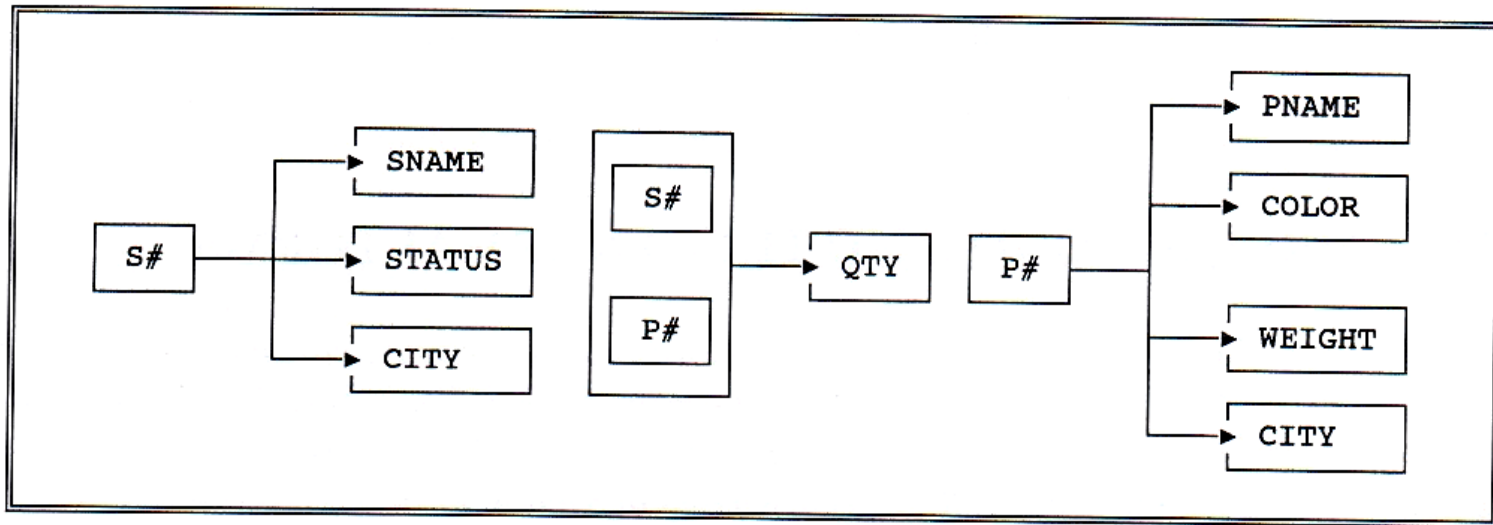 S#
SNAME
STATUS
CITY
S#
P#
QTY
P#
PNAME
COLOR
WEIGHT
CITY